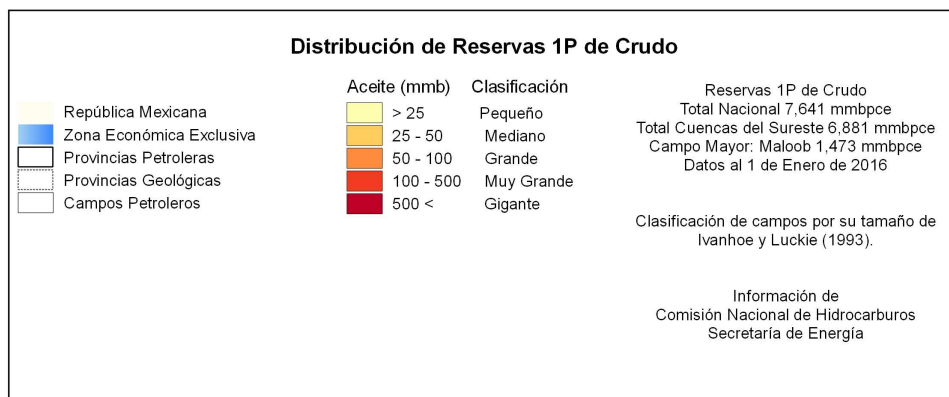 Distribución de Reservas 1P de Crudo
República Mexicana
Zona Económica Exclusiva
Provincias Petroleras
Provincias Geológicas
Campos Petroleros
Aceite (mmb) Clasificación
> 25 Pequeño
25 - 50 Mediano
50 - 100 Grande
100 - 500 Muy Grande
500 < Gigante
Reservas 1P de Crudo
Total Nacional 7,641 mmbpce
Total Cuencas del Sureste 6,881 mmbpce
Campo Mayor: Maloob 1,473 mmbpce
Datos al 1 de Enero de 2016
Clasificación de campos por su tamaño de
Ivanhoe y Luckie (1993).
Información de
Comisión Nacional de Hidrocarburos
Secretaría de Energía